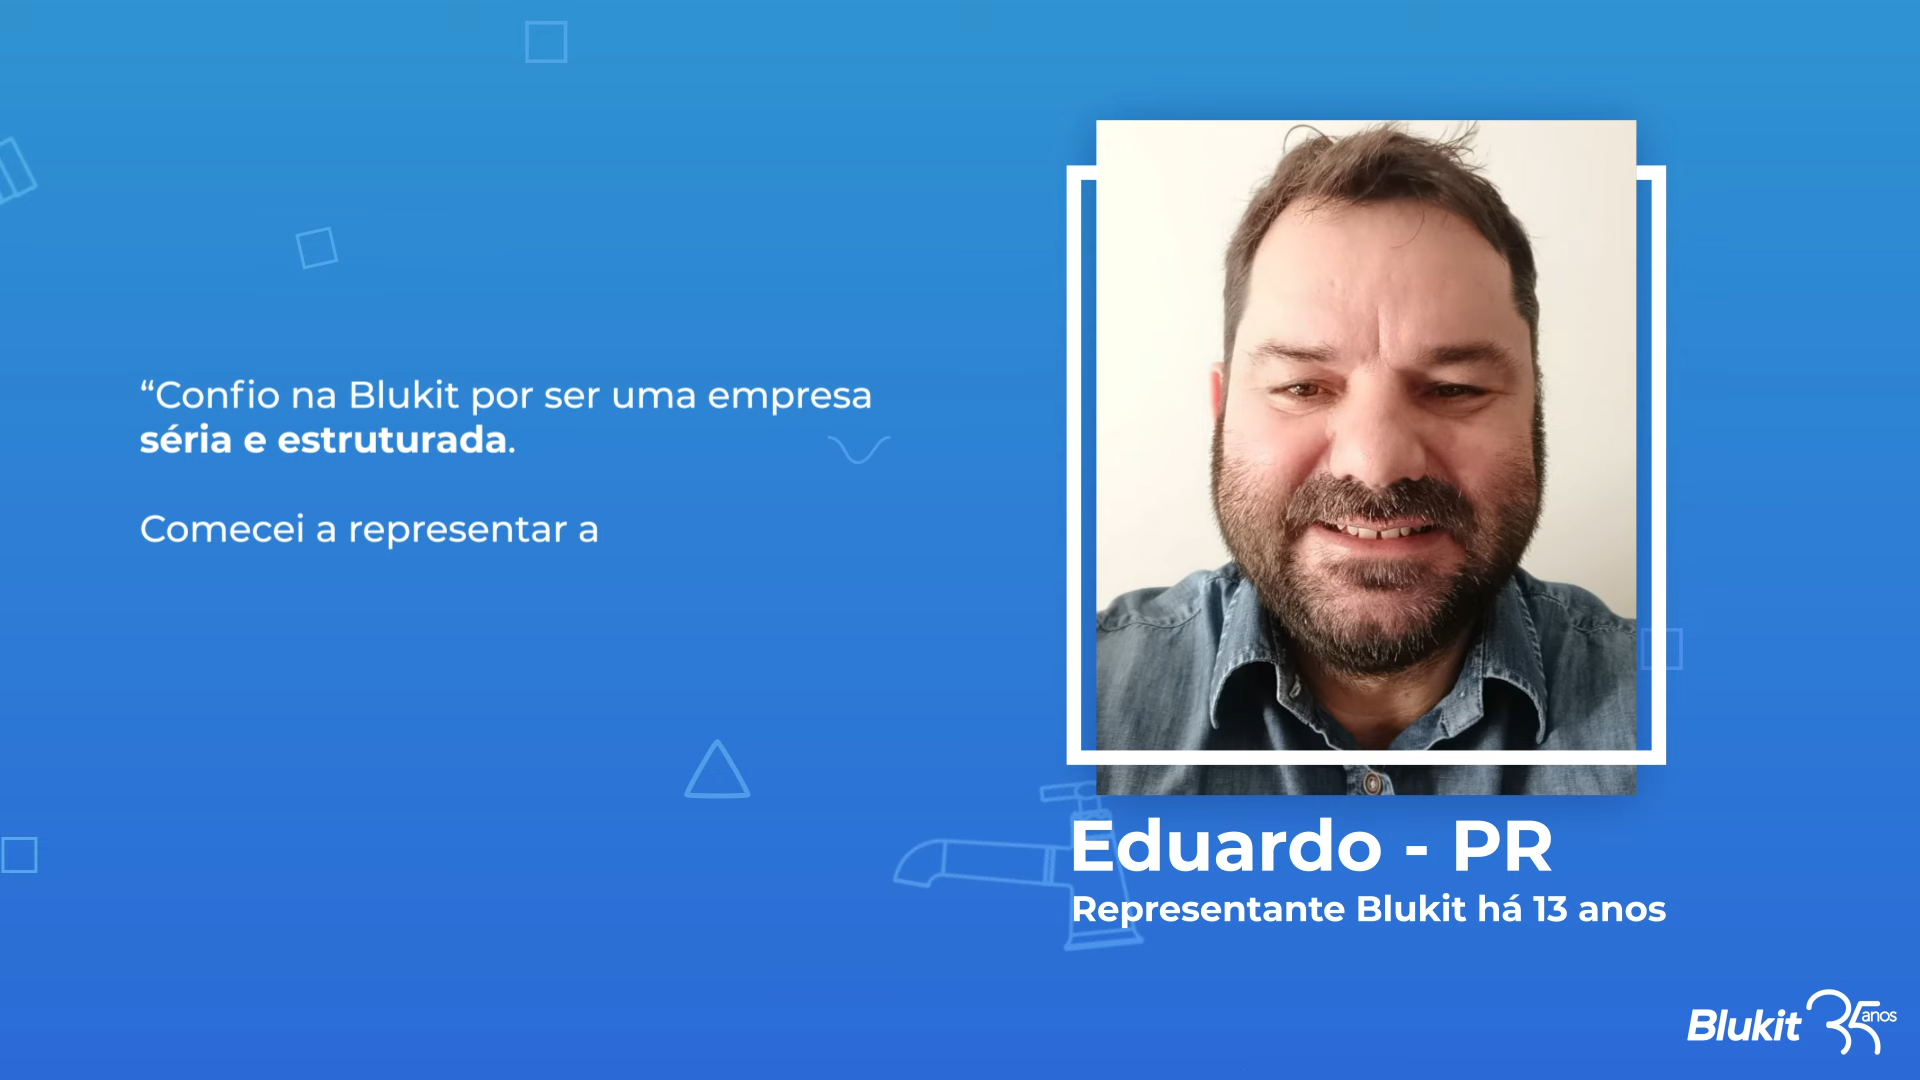 “Confio na Blukit por ser uma empresa
séria e estruturada.
Comecei a representar a
Eduardo - PR
Representante Blukit há 13 anos
Blukit 35 anos